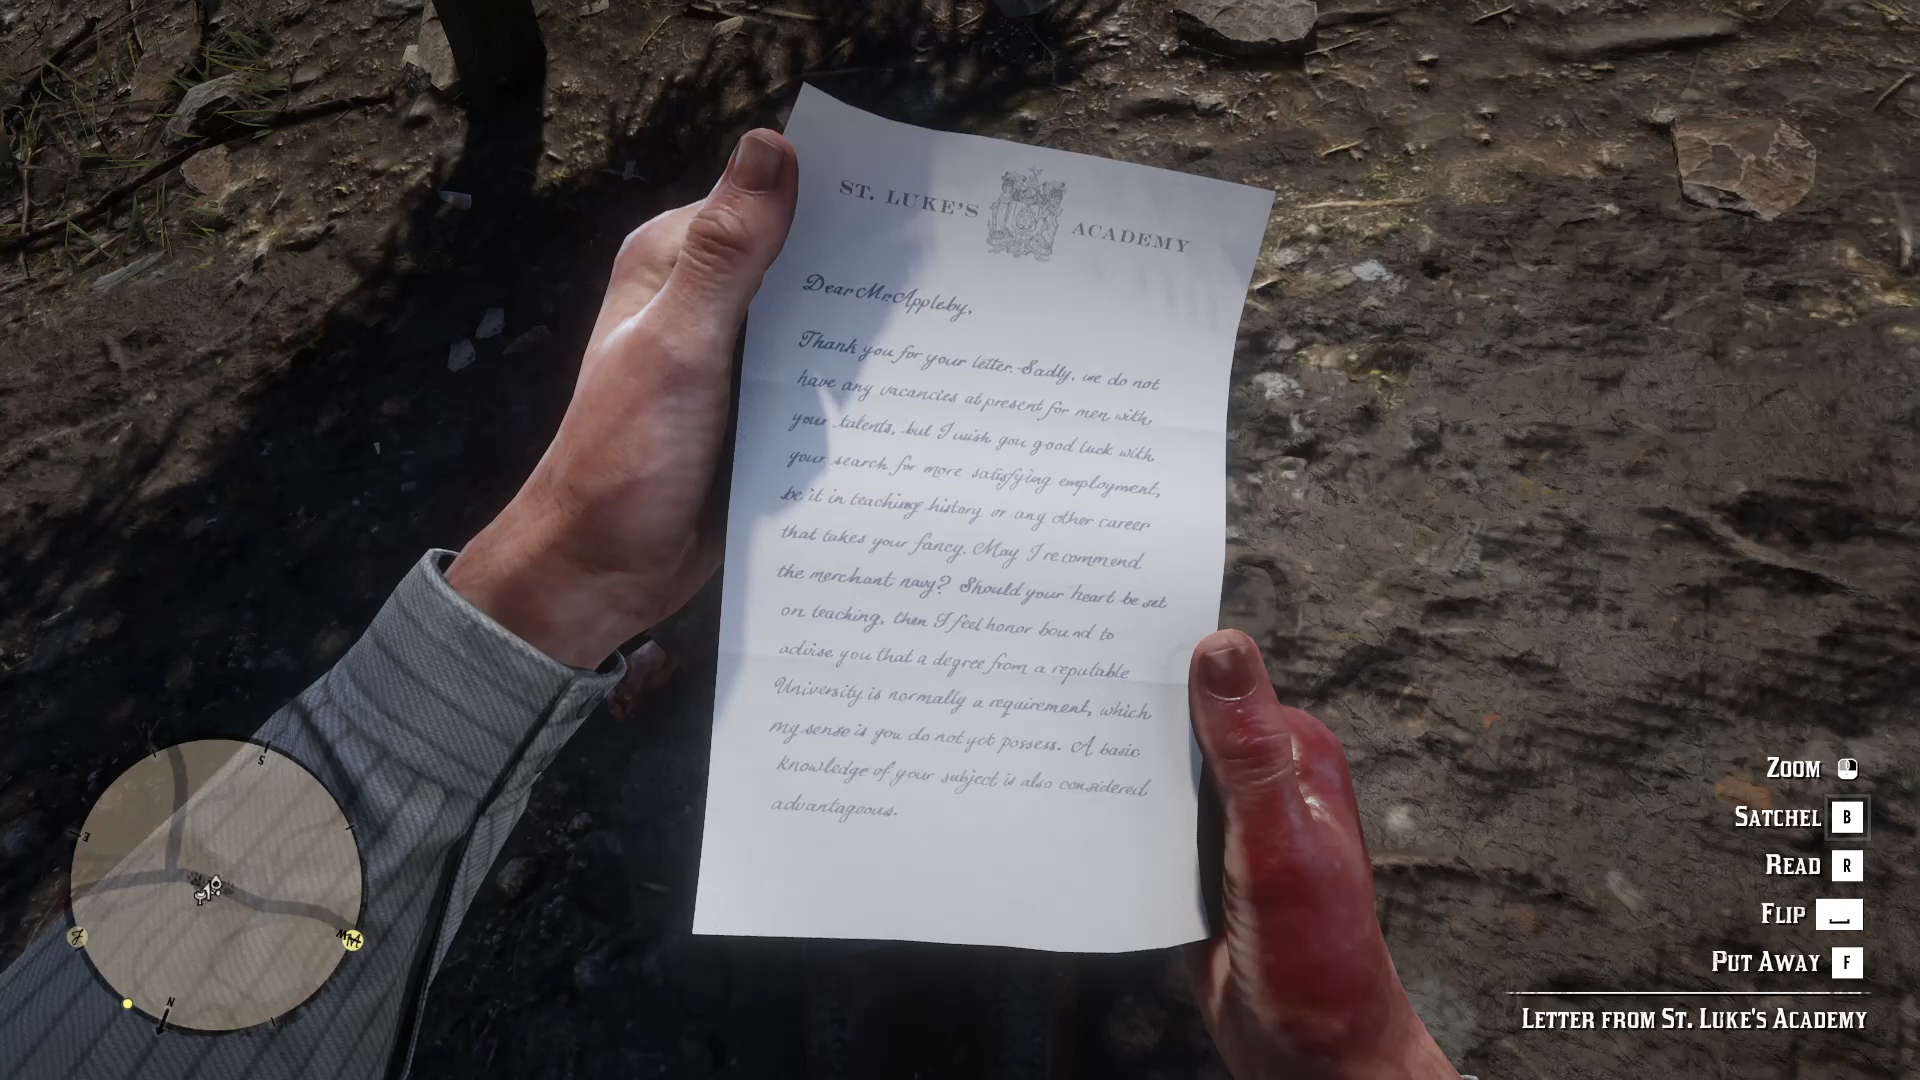 ST. LUKE'S ACADEMY
Dear Mr. Appleby,
Thank you for your letter. Sadly, we do not
have any vacancies at present for men with
your talents, but I wish you good luck with
your search for more satisfying employment,
be it in teaching history or any other career
that takes your fancy. May I recommend
the merchant navy? Should your heart be set
on teaching, then I feel honor bound to
advise you that a degree from a reputable
University is normally a requirement, which
my sense is you do not yet possess. A basic
knowledge of your subject is also considered
advantageous.
S
E
N
ZOOM
SATCHEL B
READ R
FLIP
PUT AWAY F
LETTER FROM ST. LUKE'S ACADEMY